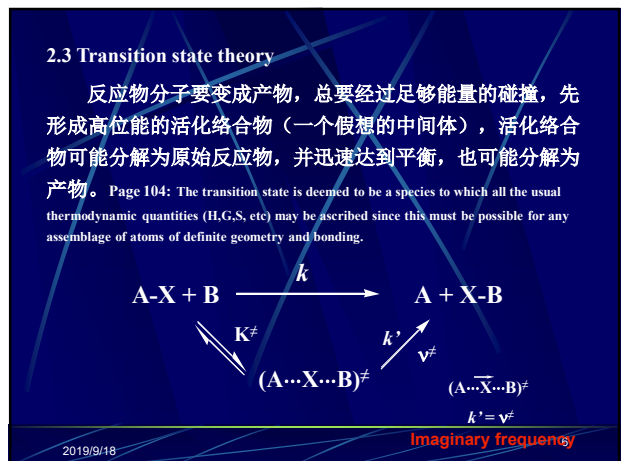 2.3 Transition state theory
反应物分子要变成产物，总要经过足够能量的碰撞，先
形成高位能的活化络合物（一个假想的中间体），活化络合
物可能分解为原始反应物，并迅速达到平衡，也可能分解为
产物。Page 104: The transition state is deemed to be a species to which all the usual
thermodynamic quantities (H,G,S, etc) may be ascribed since this must be possible for any
assemblage of atoms of definite geometry and bonding.
k
A-X + B
A + X-B
K≠
k’
ν≠
(A···X···B)≠
(A···X···B)≠
k’ = ν≠
Imaginary frequency
6
2019/9/18